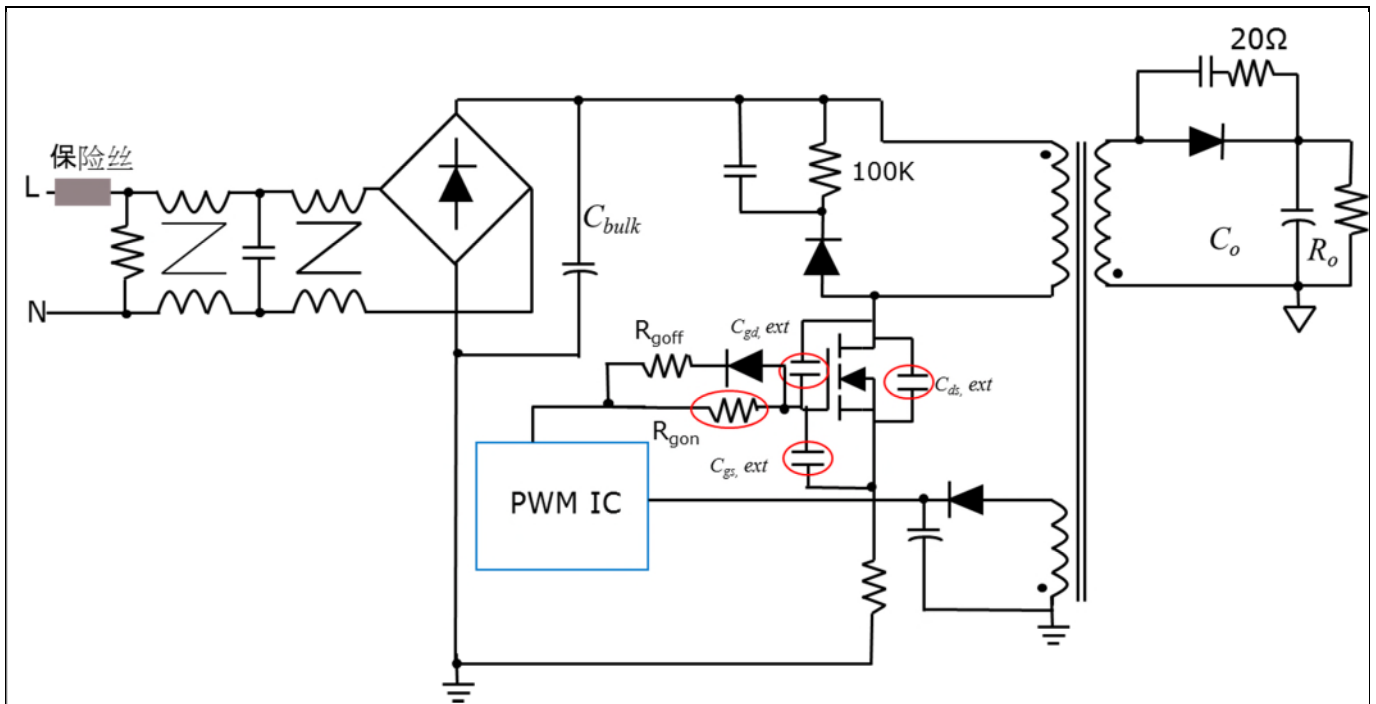 20Ω
保险丝
L
100K
C_bulk
C_o
R_o
N
R_goff
C_gd, ext
C_ds, ext
R_gon
C_gs, ext
PWM IC